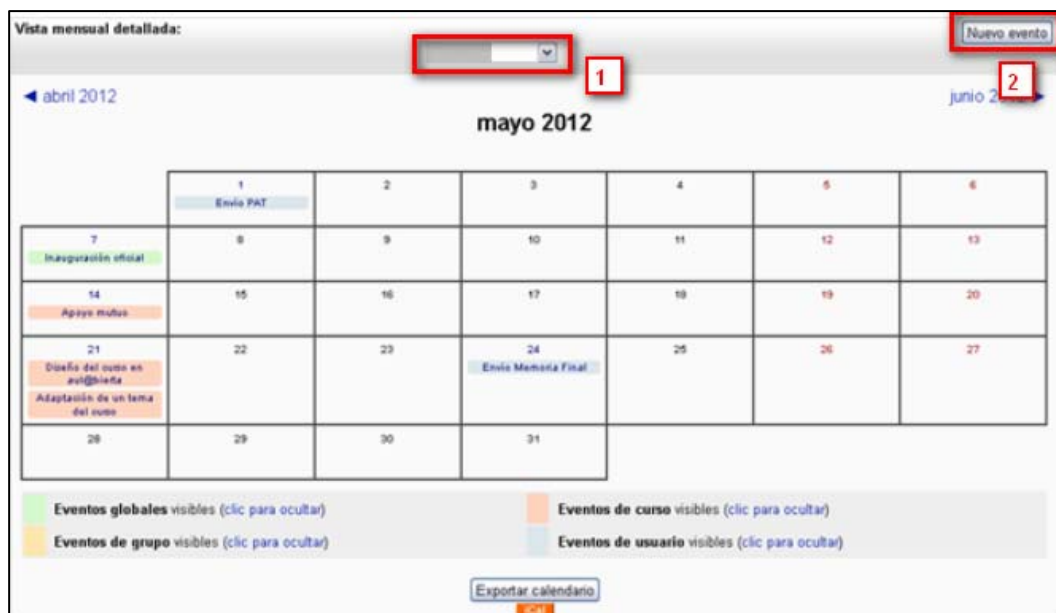 Vista mensual detallada:
Nuevo evento
1
2
◄ abril 2012
junio 2 ►
mayo 2012
1 2 3 4 5 6
Envío PAT
7 8 9 10 11 12 13
Inauguración oficial
14 15 16 17 18 19 20
Apoyo mutuo
21 22 23 24 25 26 27
Diseño del curso en
aul@bierta
Envío Memoria Final
Adaptación de un tema
del curso
28 29 30 31
Eventos globales visibles (clic para ocultar)
Eventos de curso visibles (clic para ocultar)
Eventos de grupo visibles (clic para ocultar)
Eventos de usuario visibles (clic para ocultar)
Exportar calendario
iCal